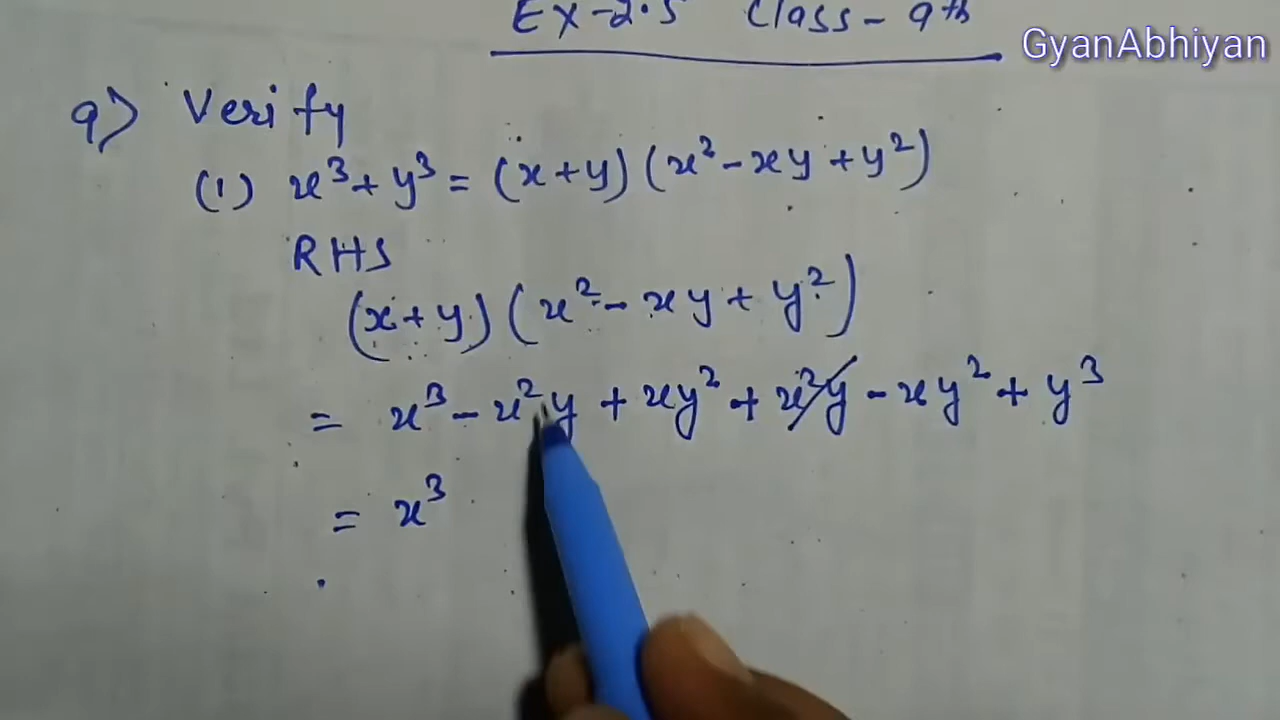 Ex-2.5 Class-9th
GyanAbhiyan
9) Verify
(1) x³+y³=(x+y)(x²-xy+y²)
RHS
(x+y)(x²-xy+y²)
= x³-x²y+xy²+x²y-xy²+y³
= x³